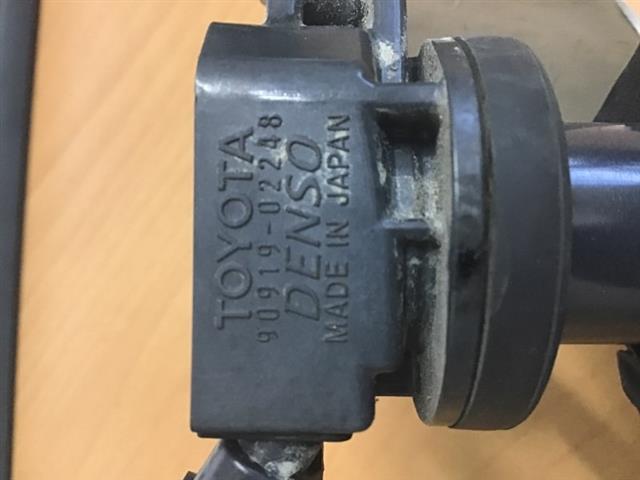 TOYOTA
90919-02248
DENSO
MADE IN JAPAN